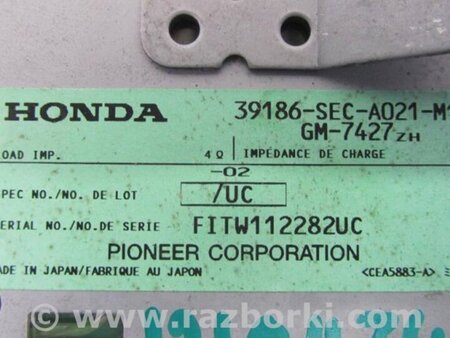 HONDA 39186-SEC-A021-M1
GM-7427ZH
OAD IMP. 4Ω IMPÉDANCE DE CHARGE
-02
PEC NO./NO. DE LOT /UC
ERIAL NO./NO.DE SERIE FITW112282UC
PIONEER CORPORATION
ADE IN JAPAN/FABRIQUE AU JAPON <CEA5883-A>
© www.razborki.com